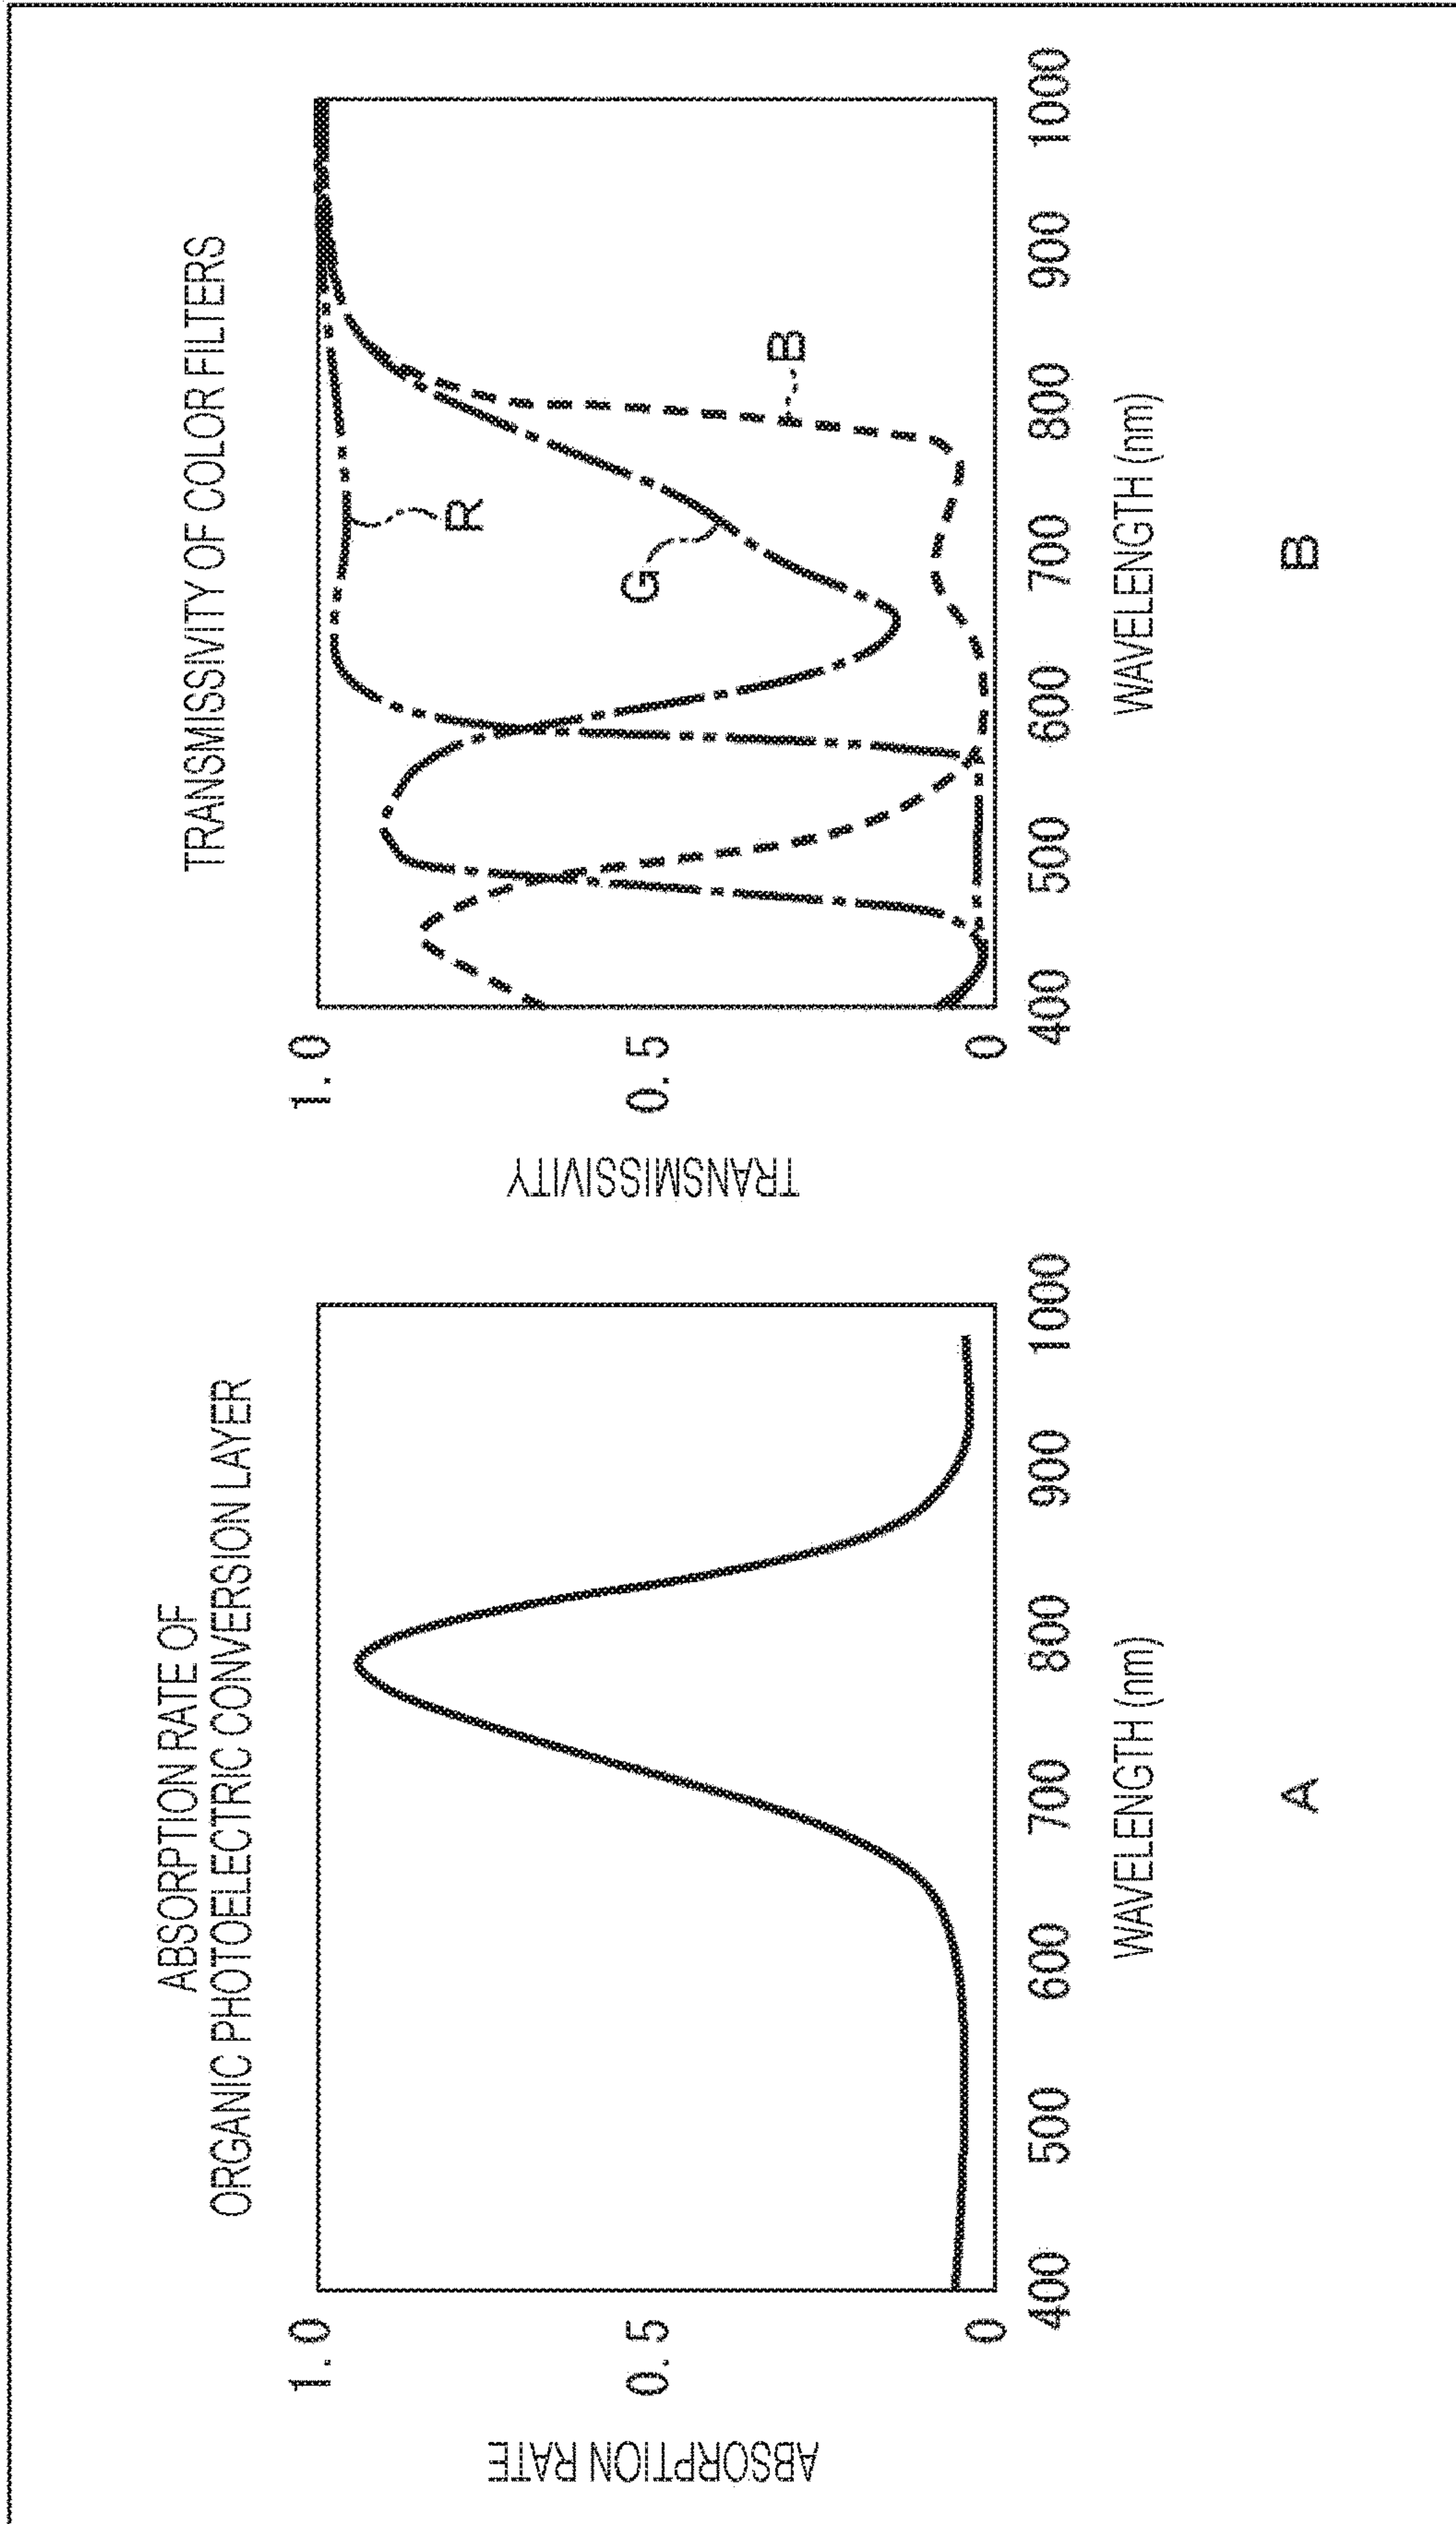 ABSORPTION RATE OF
ORGANIC PHOTOELECTRIC CONVERSION LAYER
ABSORPTION RATE
1.0
0.5
0
400 500 600 700 800 900 1000
WAVELENGTH (nm)
A
TRANSMISSIVITY OF COLOR FILTERS
TRANSMISSIVITY
1.0
0.5
0
R
G
B
400 500 600 700 800 900 1000
WAVELENGTH (nm)
B